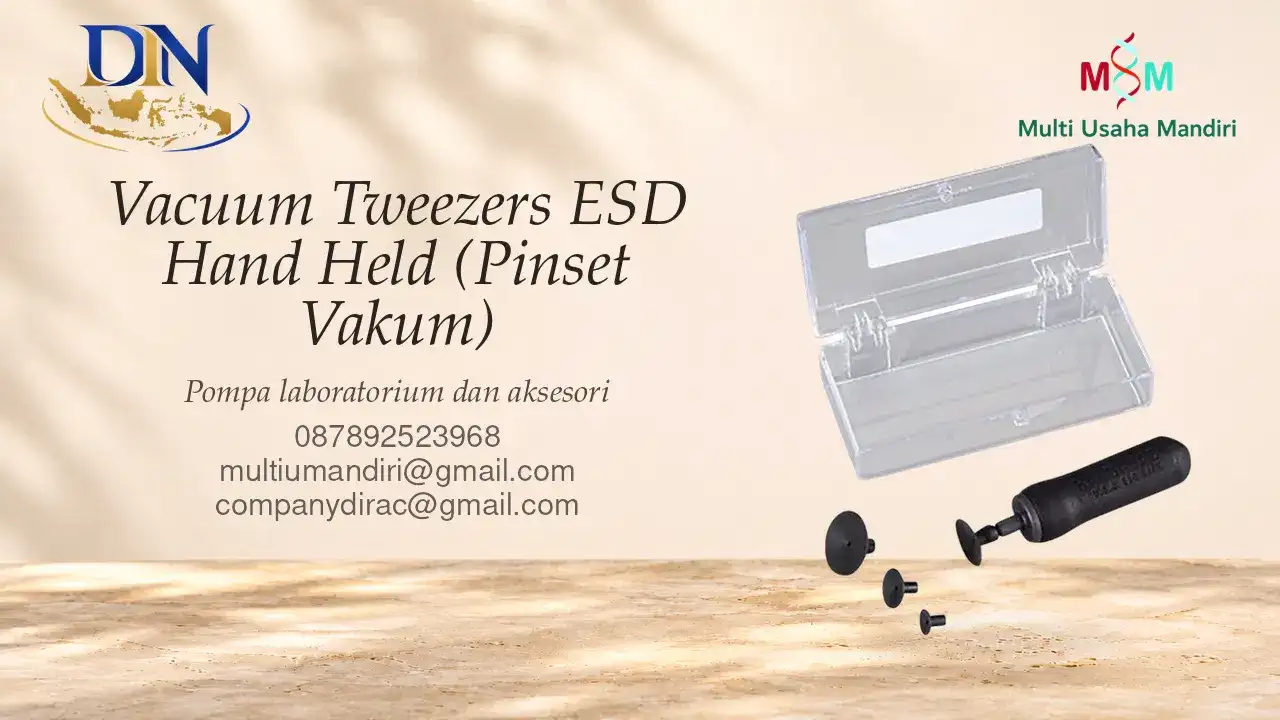 DIN
MSM
Multi Usaha Mandiri
Vacuum Tweezers ESD
Hand Held (Pinset
Vakum)
Pompa laboratorium dan aksesori
087892523968
multiumandiri@gmail.com
companydirac@gmail.com